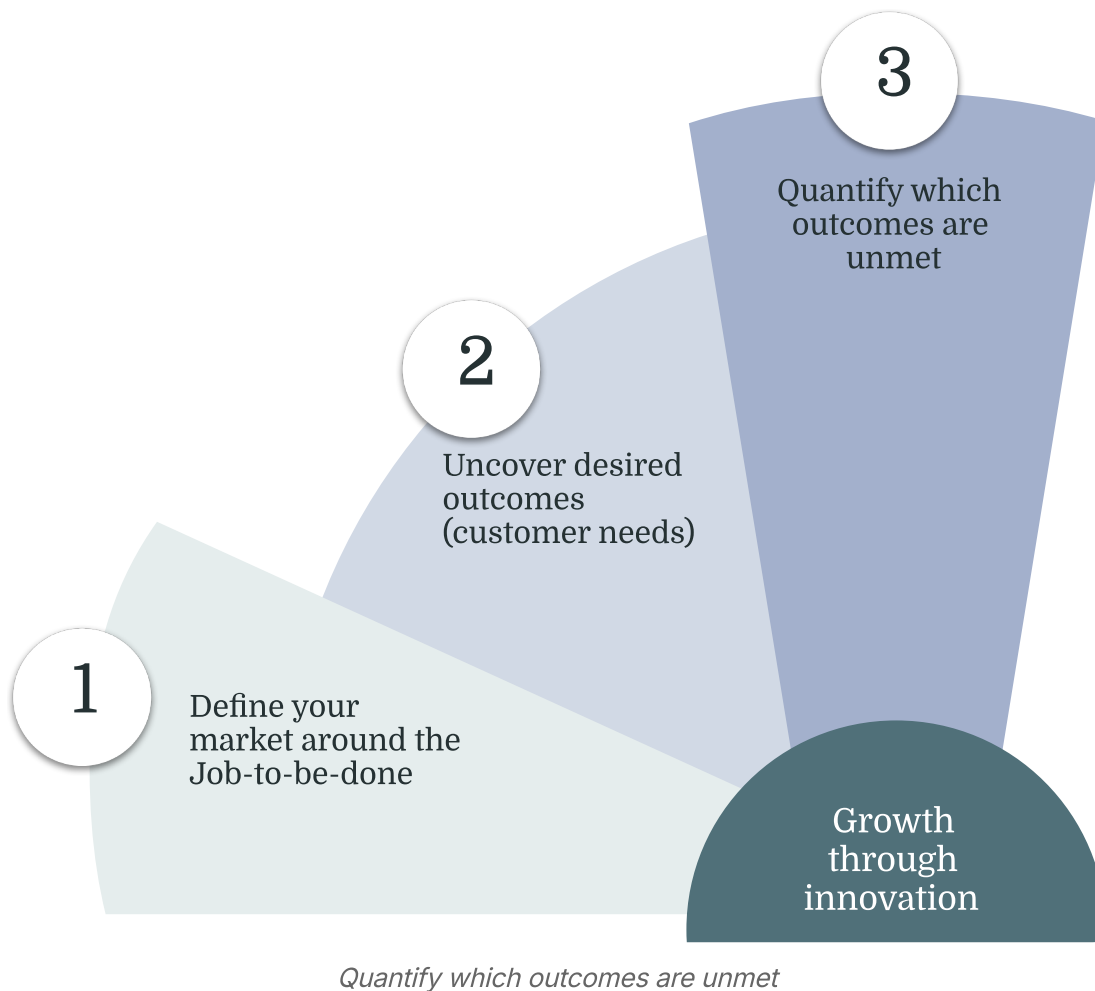 3
Quantify which
outcomes are
unmet
2
Uncover desired
outcomes
(customer needs)
1
Define your
market around the
Job-to-be-done
Growth
through
innovation
Quantify which outcomes are unmet